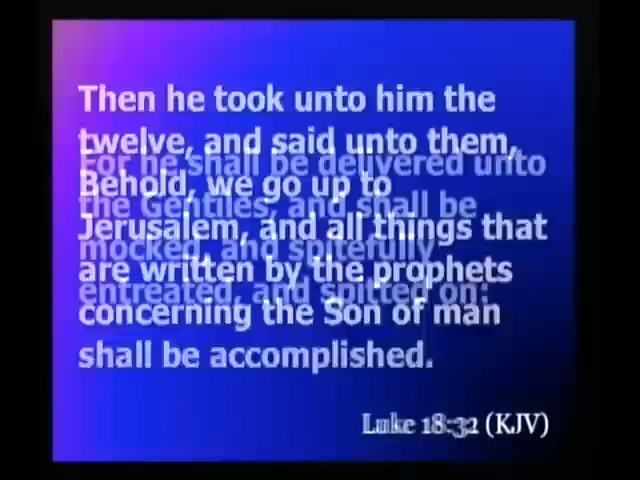 Then he took unto him the
twelve, and said unto them,
For he shall be delivered unto
Behold, we go up to
the Gentiles, and shall be
Jerusalem, and all things that
mocked, and spitefully
are written by the prophets
entreated, and spitted on:
concerning the Son of man
shall be accomplished.
Luke 18:32 (KJV)